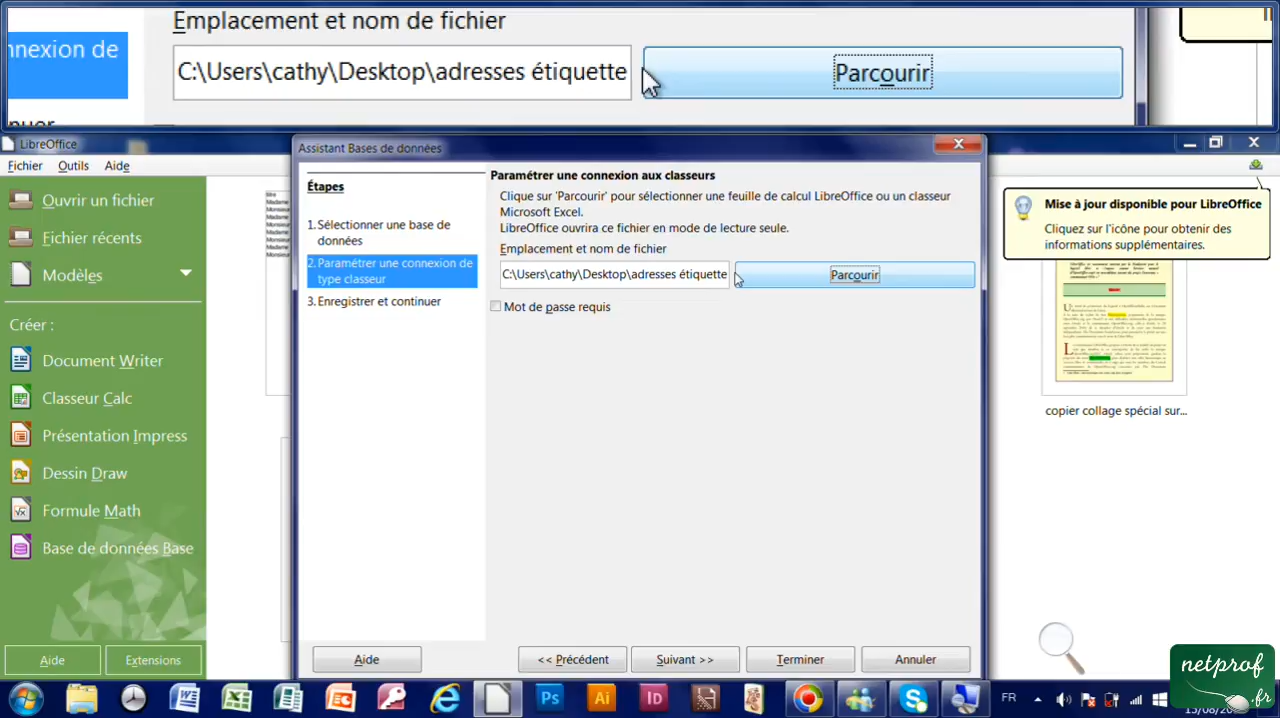 Emplacement et nom de fichier
nnexion de
C:\Users\cathy\Desktop\adresses étiquette
Parcourir
LibreOffice
Fichier Outils Aide
Ouvrir un fichier
Fichier récents
Modèles
Créer :
Document Writer
Classeur Calc
Présentation Impress
Dessin Draw
Formule Math
Base de données Base
Aide
Extensions
Assistant Bases de données
Étapes
1. Sélectionner une base de
données
2. Paramétrer une connexion de
type classeur
3. Enregistrer et continuer
Paramétrer une connexion aux classeurs
Clique sur 'Parcourir' pour sélectionner une feuille de calcul LibreOffice ou un classeur
Microsoft Excel.
LibreOffice ouvrira ce fichier en mode de lecture seule.
Emplacement et nom de fichier
C:\Users\cathy\Desktop\adresses étiquette
Parcourir
Mot de passe requis
Aide
<< Précédent
Suivant >>
Terminer
Annuler
Mise à jour disponible pour LibreOffice
Cliquez sur l'icône pour obtenir des
informations supplémentaires.
copier collage spécial sur...
FR
netprof
.fr